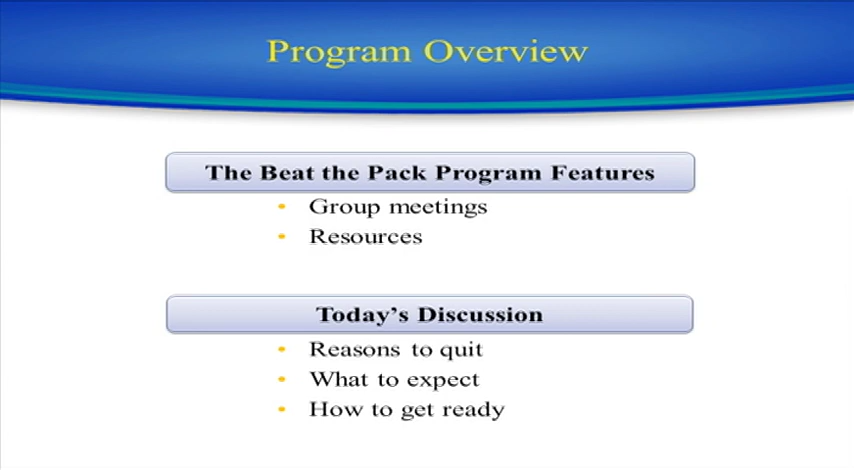 Program Overview
The Beat the Pack Program Features
• Group meetings
• Resources
Today's Discussion
• Reasons to quit
• What to expect
• How to get ready